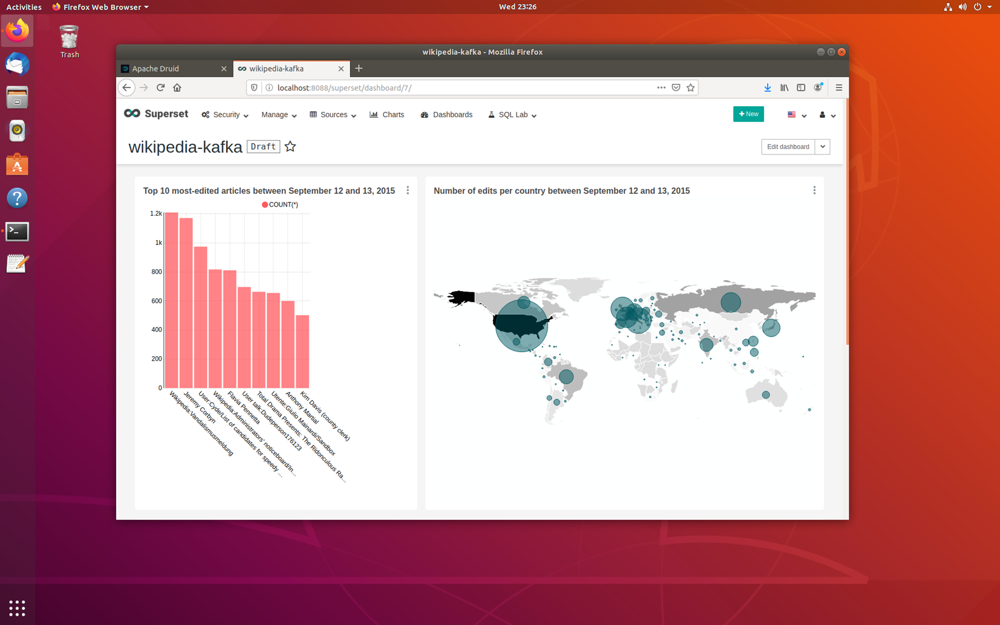 Activities Firefox Web Browser Wed 23:26
Trash
wikipedia-kafka - Mozilla Firefox
Apache Druid
wikipedia-kafka
localhost:8088/superset/dashboard/7/
Superset Security Manage Sources Charts Dashboards SQL Lab + New
wikipedia-kafka Draft Edit dashboard
Top 10 most-edited articles between September 12 and 13, 2015
COUNT(*)
1.2k
1k
800
600
400
200
0
Wikipedia:Vandalismusmeldung
Jeremy Corbyn
User:Cyde/List of candidates for speedy ...
Wikipedia:Administrators' noticeboard/In...
Flavia Pennetta
User talk:Dudeperson176123
Total Drama Presents: The Ridonculous Ra...
Utente:Giulio Mainardi/Sandbox
Anthony Martial
Kim Davis (county clerk)
Number of edits per country between September 12 and 13, 2015